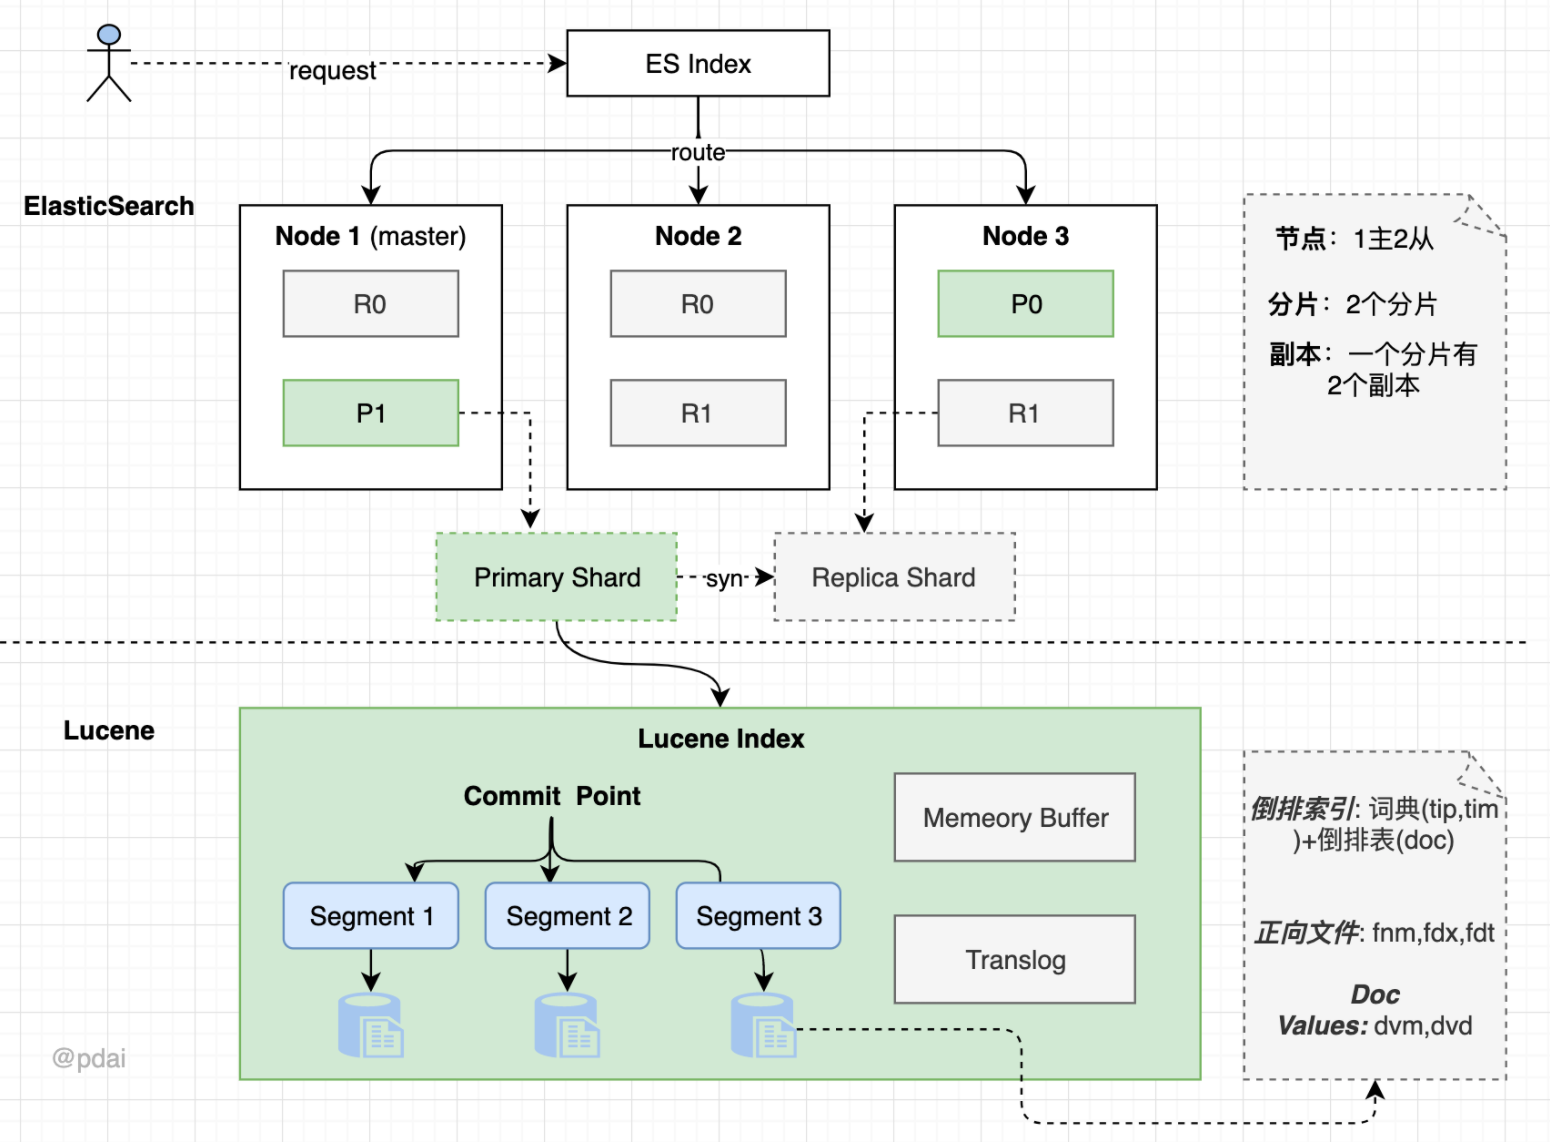 request
ES Index
route
ElasticSearch
Node 1 (master)
R0
P1
Node 2
R0
R1
Node 3
P0
R1
节点：1主2从
分片：2个分片
副本：一个分片有
2个副本
Primary Shard
syn
Replica Shard
Lucene
Lucene Index
Commit Point
Segment 1
Segment 2
Segment 3
Memeory Buffer
Translog
倒排索引: 词典(tip,tim
)+倒排表(doc)
正向文件: fnm,fdx,fdt
Doc
Values: dvm,dvd
@pdai